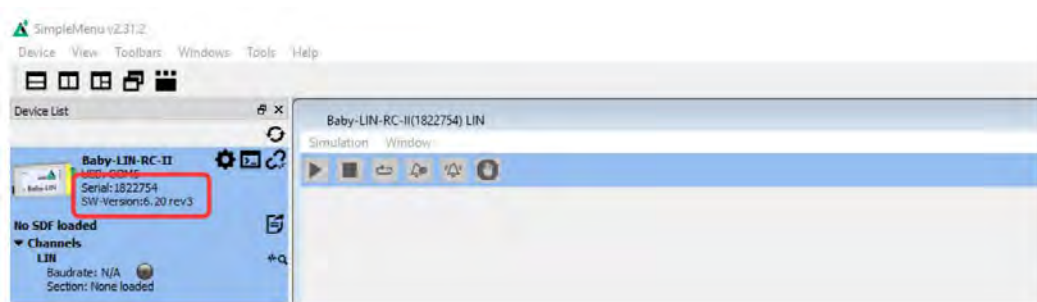 SimpleMenu v2.31.2
Device View Toolbars Windows Tools Help
Device List
Baby-LIN-RC-II(1822754) LIN
Simulation Window
Baby-LIN-RC-II
USB: COM5
Serial:1822754
SW-Version:6.20 rev3
No SDF loaded
Channels
LIN
Baudrate: N/A
Section: None loaded